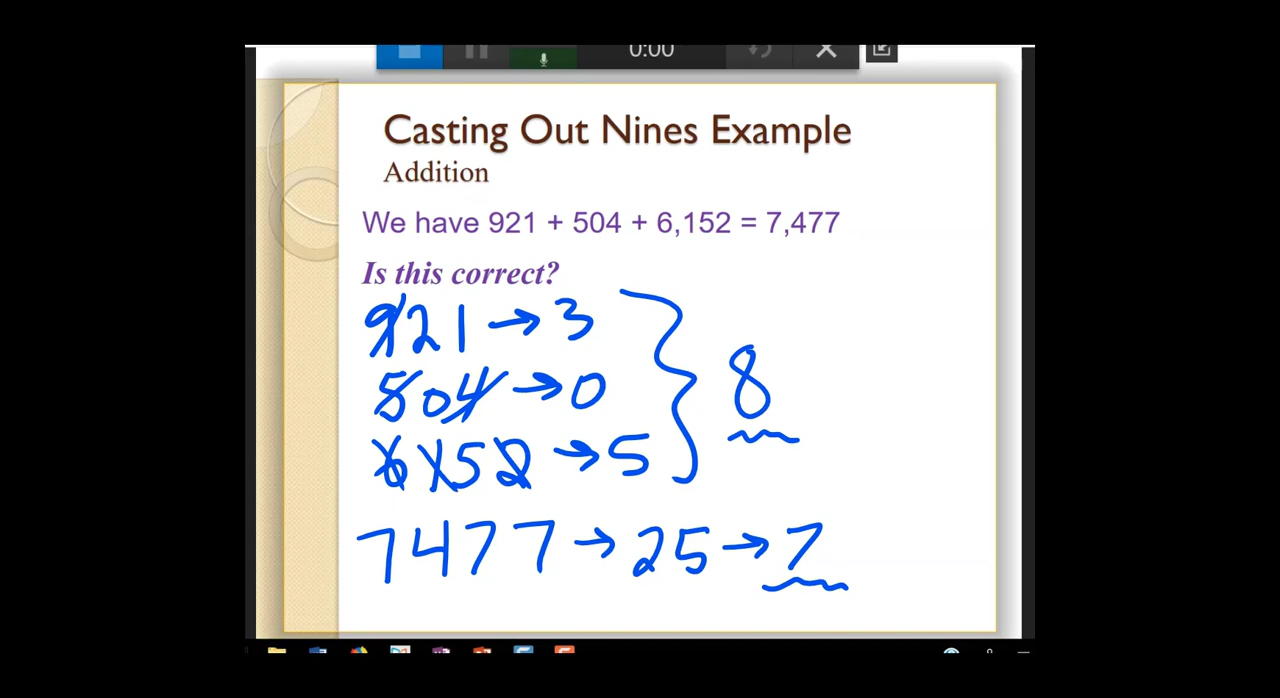 0:00
Casting Out Nines Example
Addition
We have 921 + 504 + 6,152 = 7,477
Is this correct?
921 → 3
504 → 0
6152 → 5
8
7477 → 25 → 7